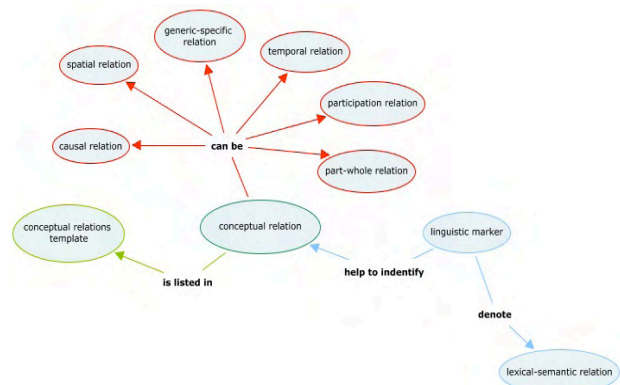 generic-specific
relation
spatial relation
temporal relation
participation relation
causal relation
can be
part-whole relation
conceptual relations
template
conceptual relation
linguistic marker
is listed in
help to indentify
denote
lexical-semantic relation